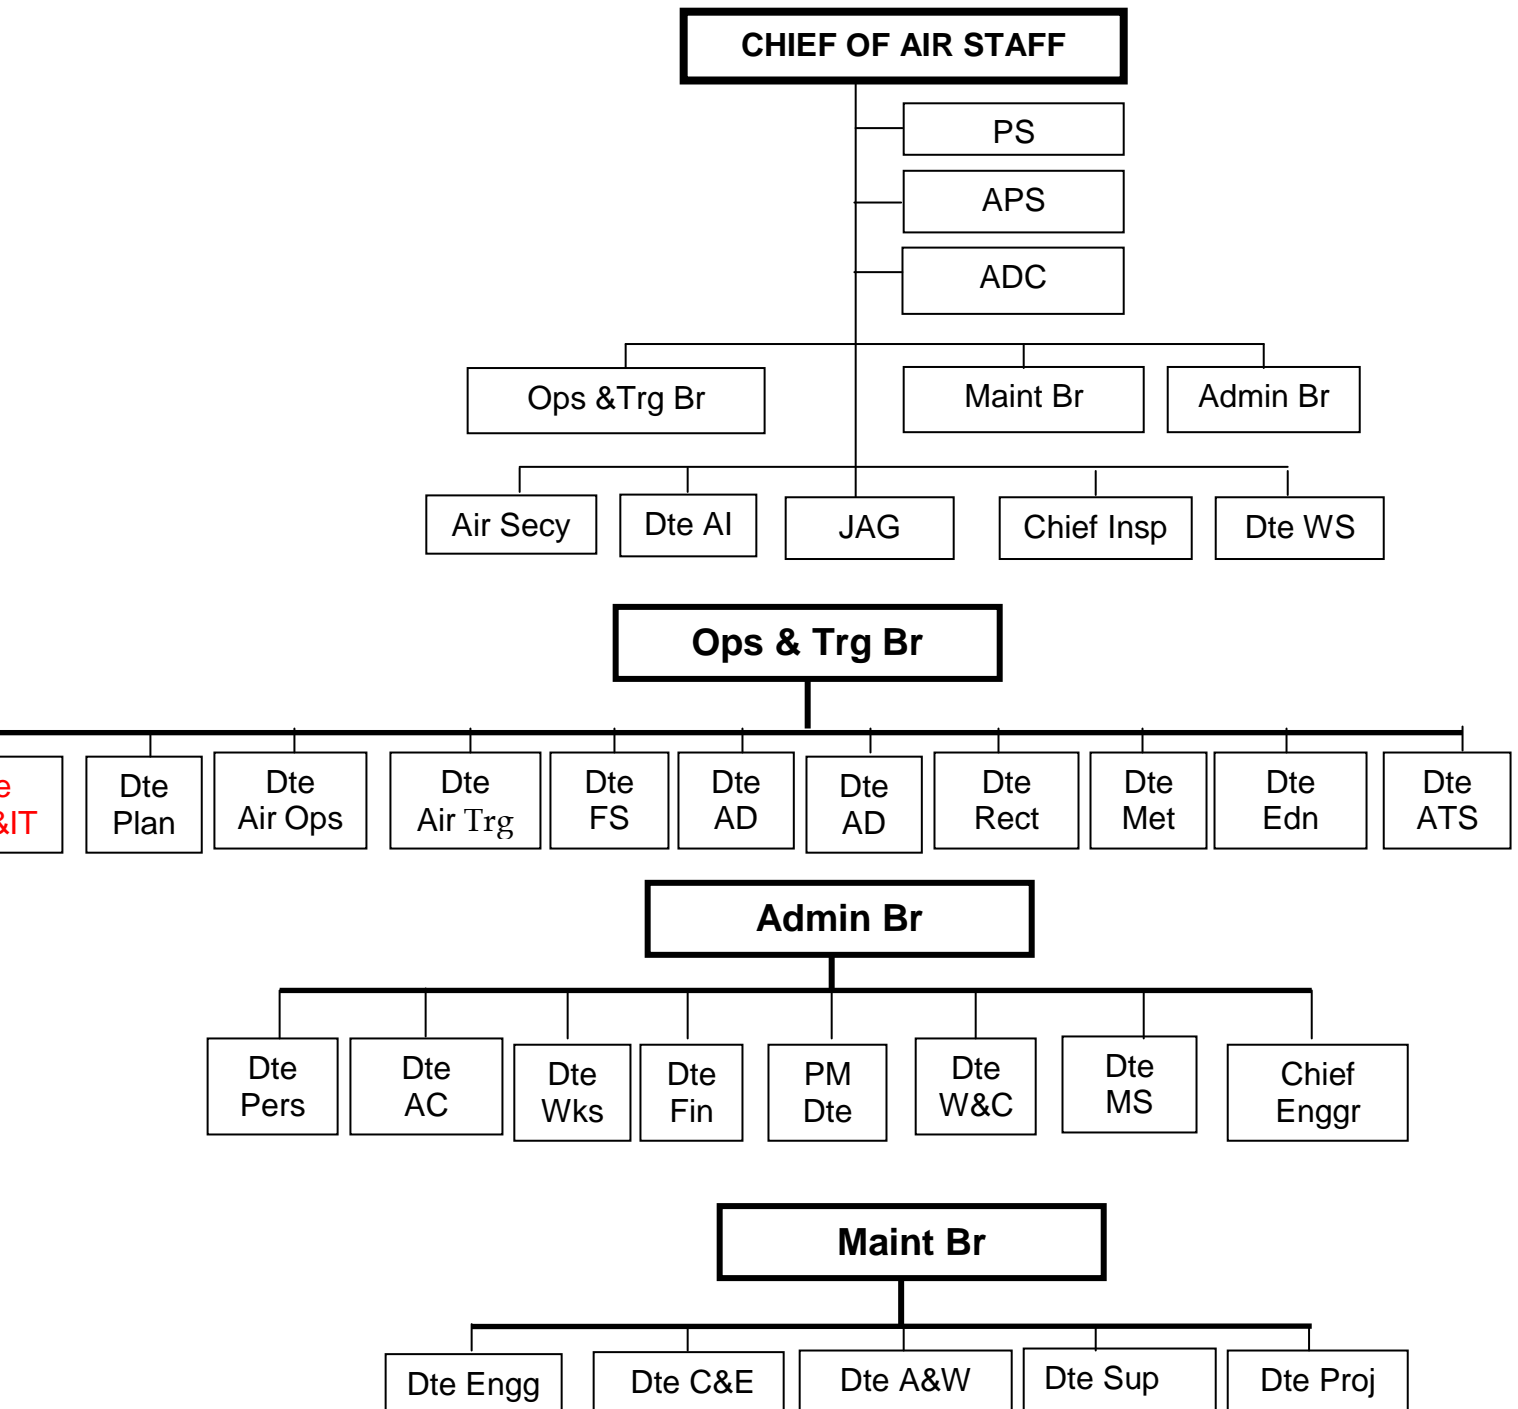 CHIEF OF AIR STAFF
PS
APS
ADC
Ops &Trg Br
Maint Br
Admin Br
Air Secy
Dte AI
JAG
Chief Insp
Dte WS
Ops & Trg Br
e
&IT
Dte
Plan
Dte
Air Ops
Dte
Air Trg
Dte
FS
Dte
AD
Dte
AD
Dte
Rect
Dte
Met
Dte
Edn
Dte
ATS
Admin Br
Dte
Pers
Dte
AC
Dte
Wks
Dte
Fin
PM
Dte
Dte
W&C
Dte
MS
Chief
Enggr
Maint Br
Dte Engg
Dte C&E
Dte A&W
Dte Sup
Dte Proj